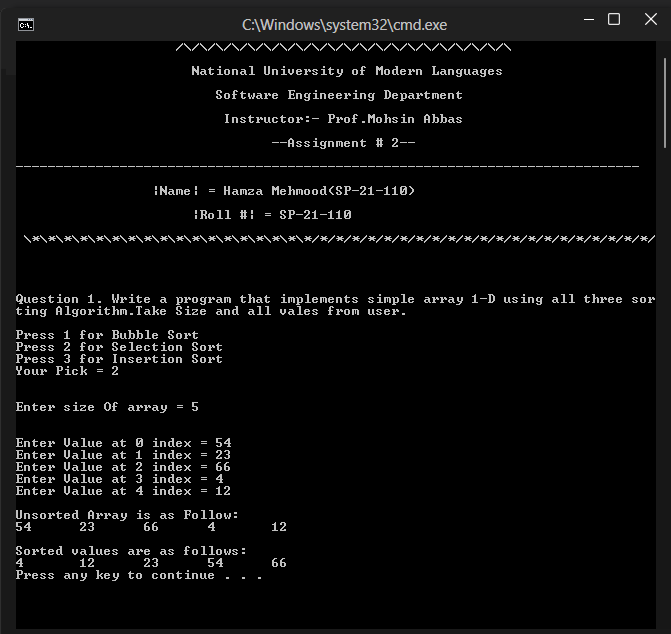 C:\Windows\system32\cmd.exe
/\/\/\/\/\/\/\/\/\/\/\/\/\/\/\/\/\/\/\/\/\
National University of Modern Languages
Software Engineering Department
Instructor:- Prof.Mohsin Abbas
--Assignment # 2--
------------------------------------------------------------------------------
|Name| = Hamza Mehmood(SP-21-110)
|Roll #| = SP-21-110
\*\*\*\*\*\*\*\*\*\*\*\*\*\*\*\*\*\*/*/*/*/*/*/*/*/*/*/*/*/*/*/*/*/*/*/*/*/*/*/
Question 1. Write a program that implements simple array 1-D using all three sor
ting Algorithm.Take Size and all vales from user.
Press 1 for Bubble Sort
Press 2 for Selection Sort
Press 3 for Insertion Sort
Your Pick = 2
Enter size Of array = 5
Enter Value at 0 index = 54
Enter Value at 1 index = 23
Enter Value at 2 index = 66
Enter Value at 3 index = 4
Enter Value at 4 index = 12
Unsorted Array is as Follow:
54 23 66 4 12
Sorted values are as follows:
4 12 23 54 66
Press any key to continue . . .